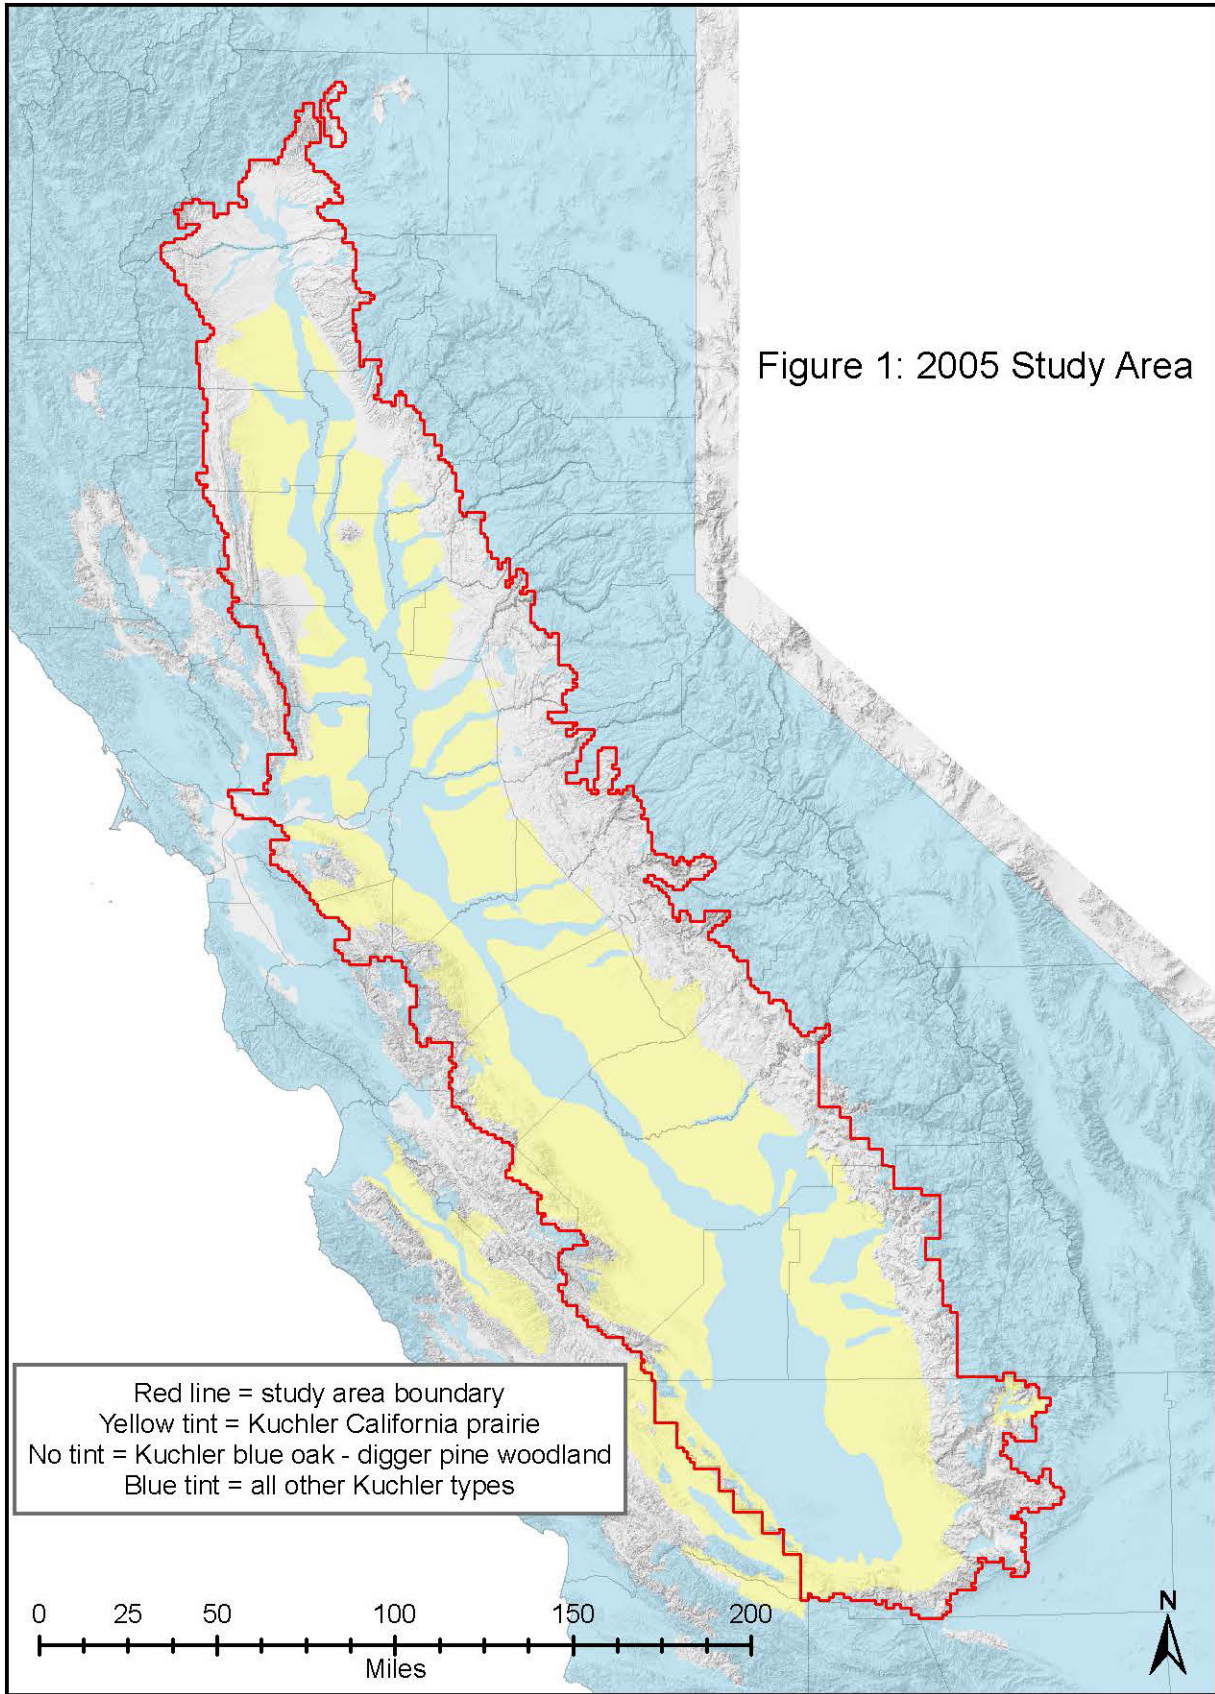 Figure 1: 2005 Study Area
Red line = study area boundary
Yellow tint = Kuchler California prairie
No tint = Kuchler blue oak - digger pine woodland
Blue tint = all other Kuchler types
0 25 50 100 150 200
Miles
N